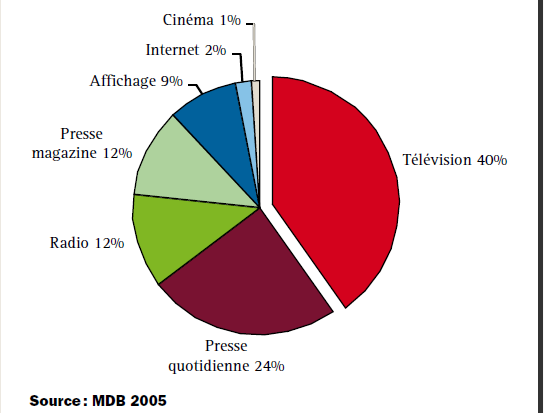 Cinéma 1%
Internet 2%
Affichage 9%
Presse
magazine 12%
Télévision 40%
Radio 12%
Presse
quotidienne 24%
Source: MDB 2005